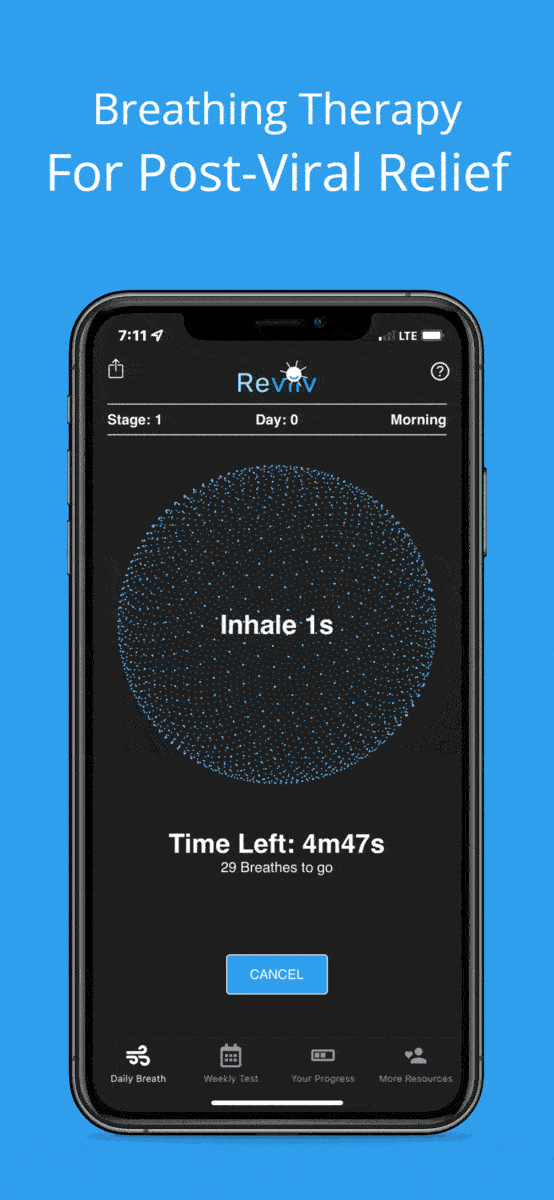 Breathing Therapy
For Post-Viral Relief
7:11 LTE
Reviiv
Stage: 1 Day: 0 Morning
Inhale 1s
Time Left: 4m47s
29 Breathes to go
CANCEL
Daily Breath Weekly Test Your Progress More Resources